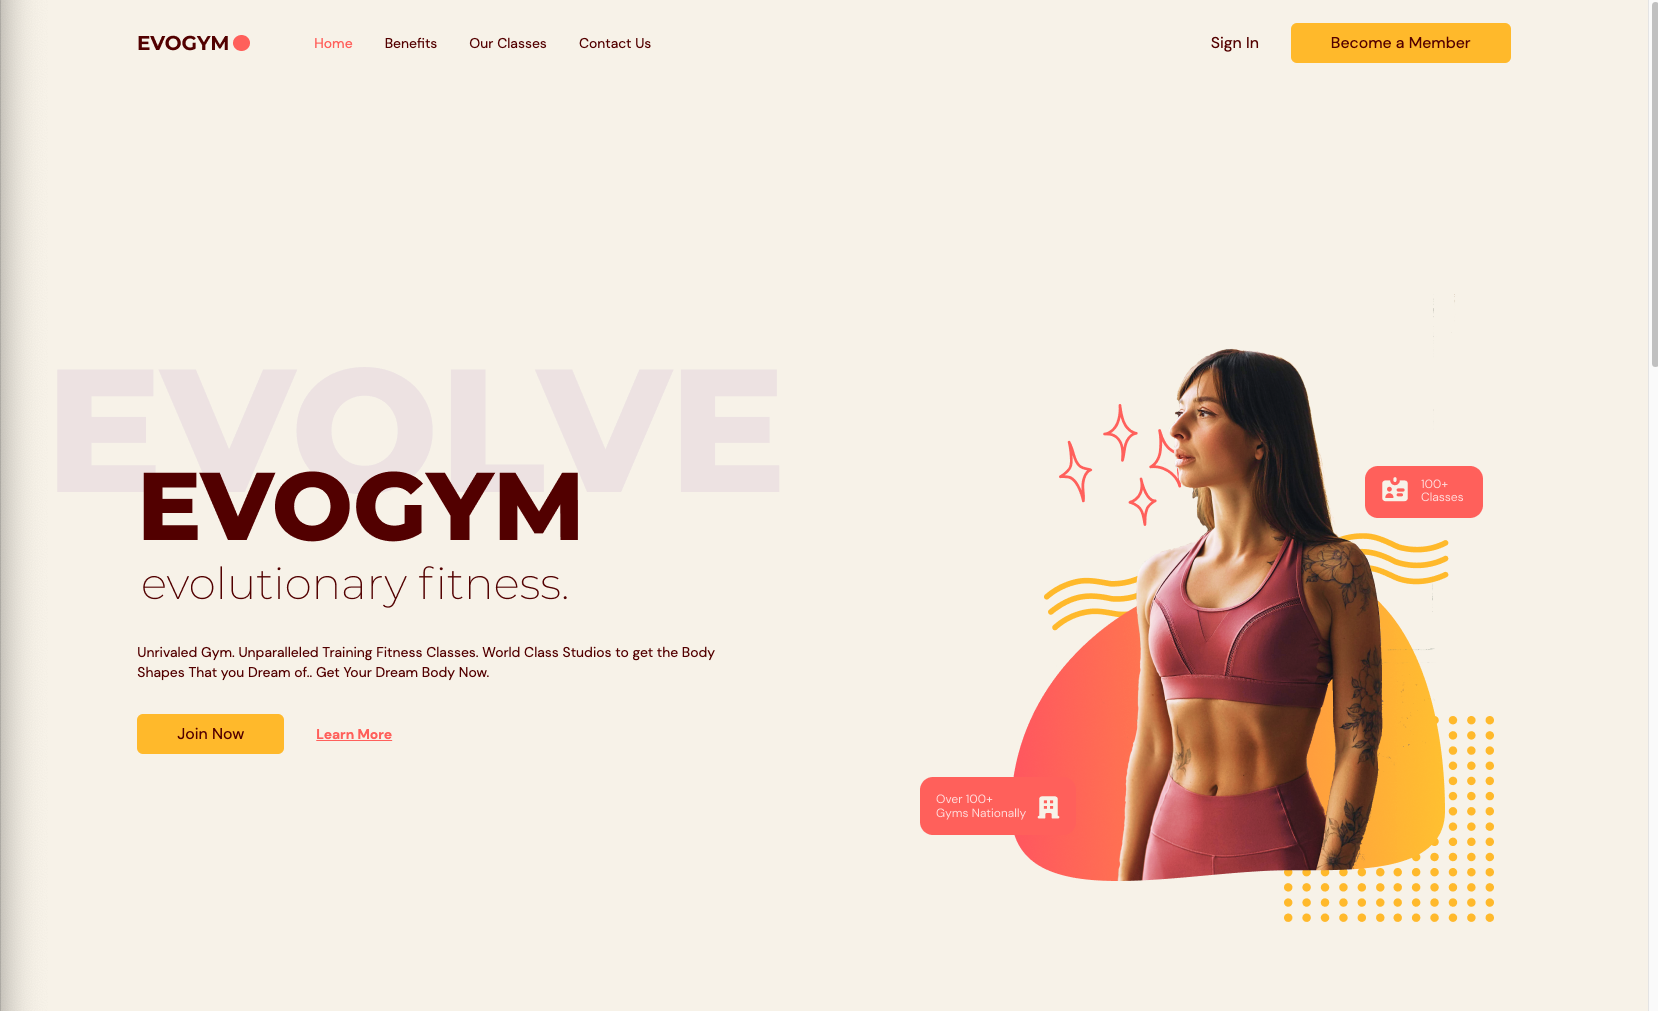 EVOGYM
Home
Benefits
Our Classes
Contact Us
Sign In
Become a Member
EVOLVE
EVOGYM
evolutionary fitness.
Unrivaled Gym. Unparalleled Training Fitness Classes. World Class Studios to get the Body
Shapes That you Dream of.. Get Your Dream Body Now.
Join Now
Learn More
100+
Classes
Over 100+
Gyms Nationally